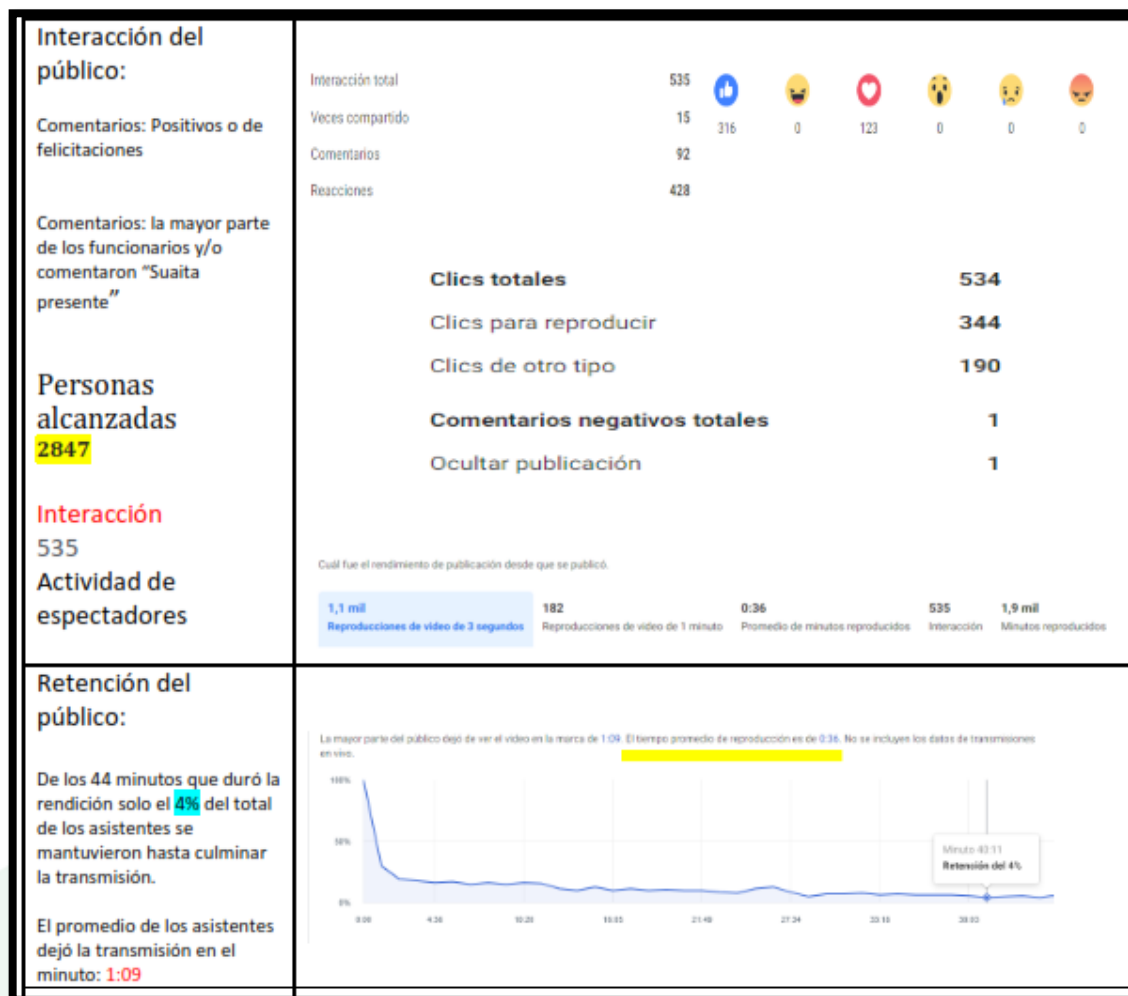 Interacción del
público:
Comentarios: Positivos o de
felicitaciones
Comentarios: la mayor parte
de los funcionarios y/o
comentaron “Suaita
presente”
Personas
alcanzadas
2847
Interacción
535
Actividad de
espectadores
Interacción total 535
Veces compartido 15
Comentarios 92
Reacciones 428
316 0 123 0 0 0
Clics totales 534
Clics para reproducir 344
Clics de otro tipo 190
Comentarios negativos totales 1
Ocultar publicación 1
Cuál fue el rendimiento de publicación desde que se publicó.
1,1 mil 182 0:36 535 1,9 mil
Reproducciones de video de 3 segundos Reproducciones de video de 1 minuto Promedio de minutos reproducidos Interacción Minutos reproducidos
Retención del
público:
De los 44 minutos que duró la
rendición solo el 4% del total
de los asistentes se
mantuvieron hasta culminar
la transmisión.
El promedio de los asistentes
dejó la transmisión en el
minuto: 1:09
La mayor parte del público dejó de ver el video en la marca de 1:09. El tiempo promedio de reproducción es de 0:36. No se incluyen los datos de transmisiones
en vivo.
100%
50%
0%
Minuto 40:11
Retención del 4%
0:00 21:40 27:24